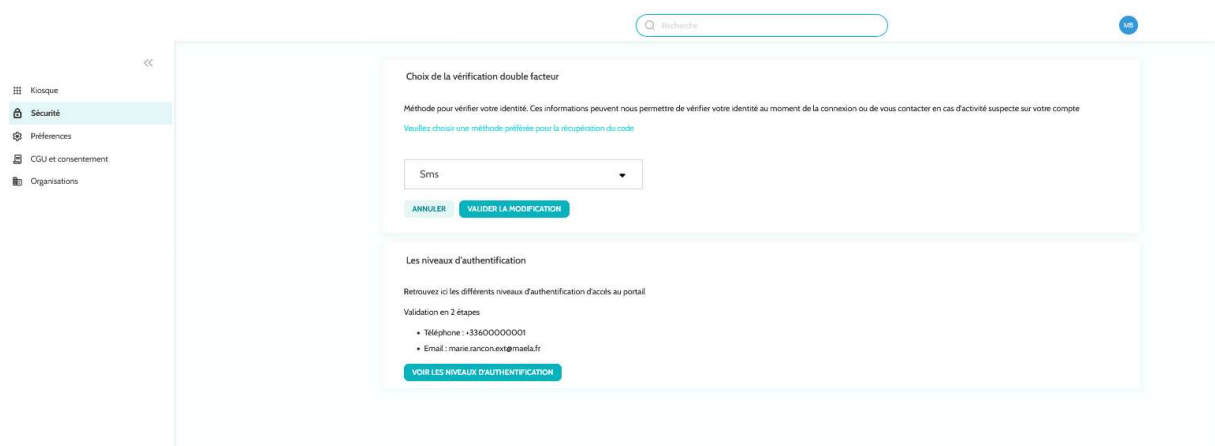 Recherche
MB
Kiosque
Sécurité
Préferences
CGU et consentement
Organisations
Choix de la vérification double facteur
Méthode pour vérifier votre identité. Ces informations peuvent nous permettre de vérifier votre identité au moment de la connexion ou de vous contacter en cas d'activité suspecte sur votre compte
Veuillez choisir une méthode préférée pour la récupération du code
Sms
ANNULER VALIDER LA MODIFICATION
Les niveaux d'authentification
Retrouvez ici les différents niveaux d'authentification d'accès au portail
Validation en 2 étapes
• Téléphone : +33600000001
• Email : marie.rancon.ext@maela.fr
VOIR LES NIVEAUX D'AUTHENTIFICATION